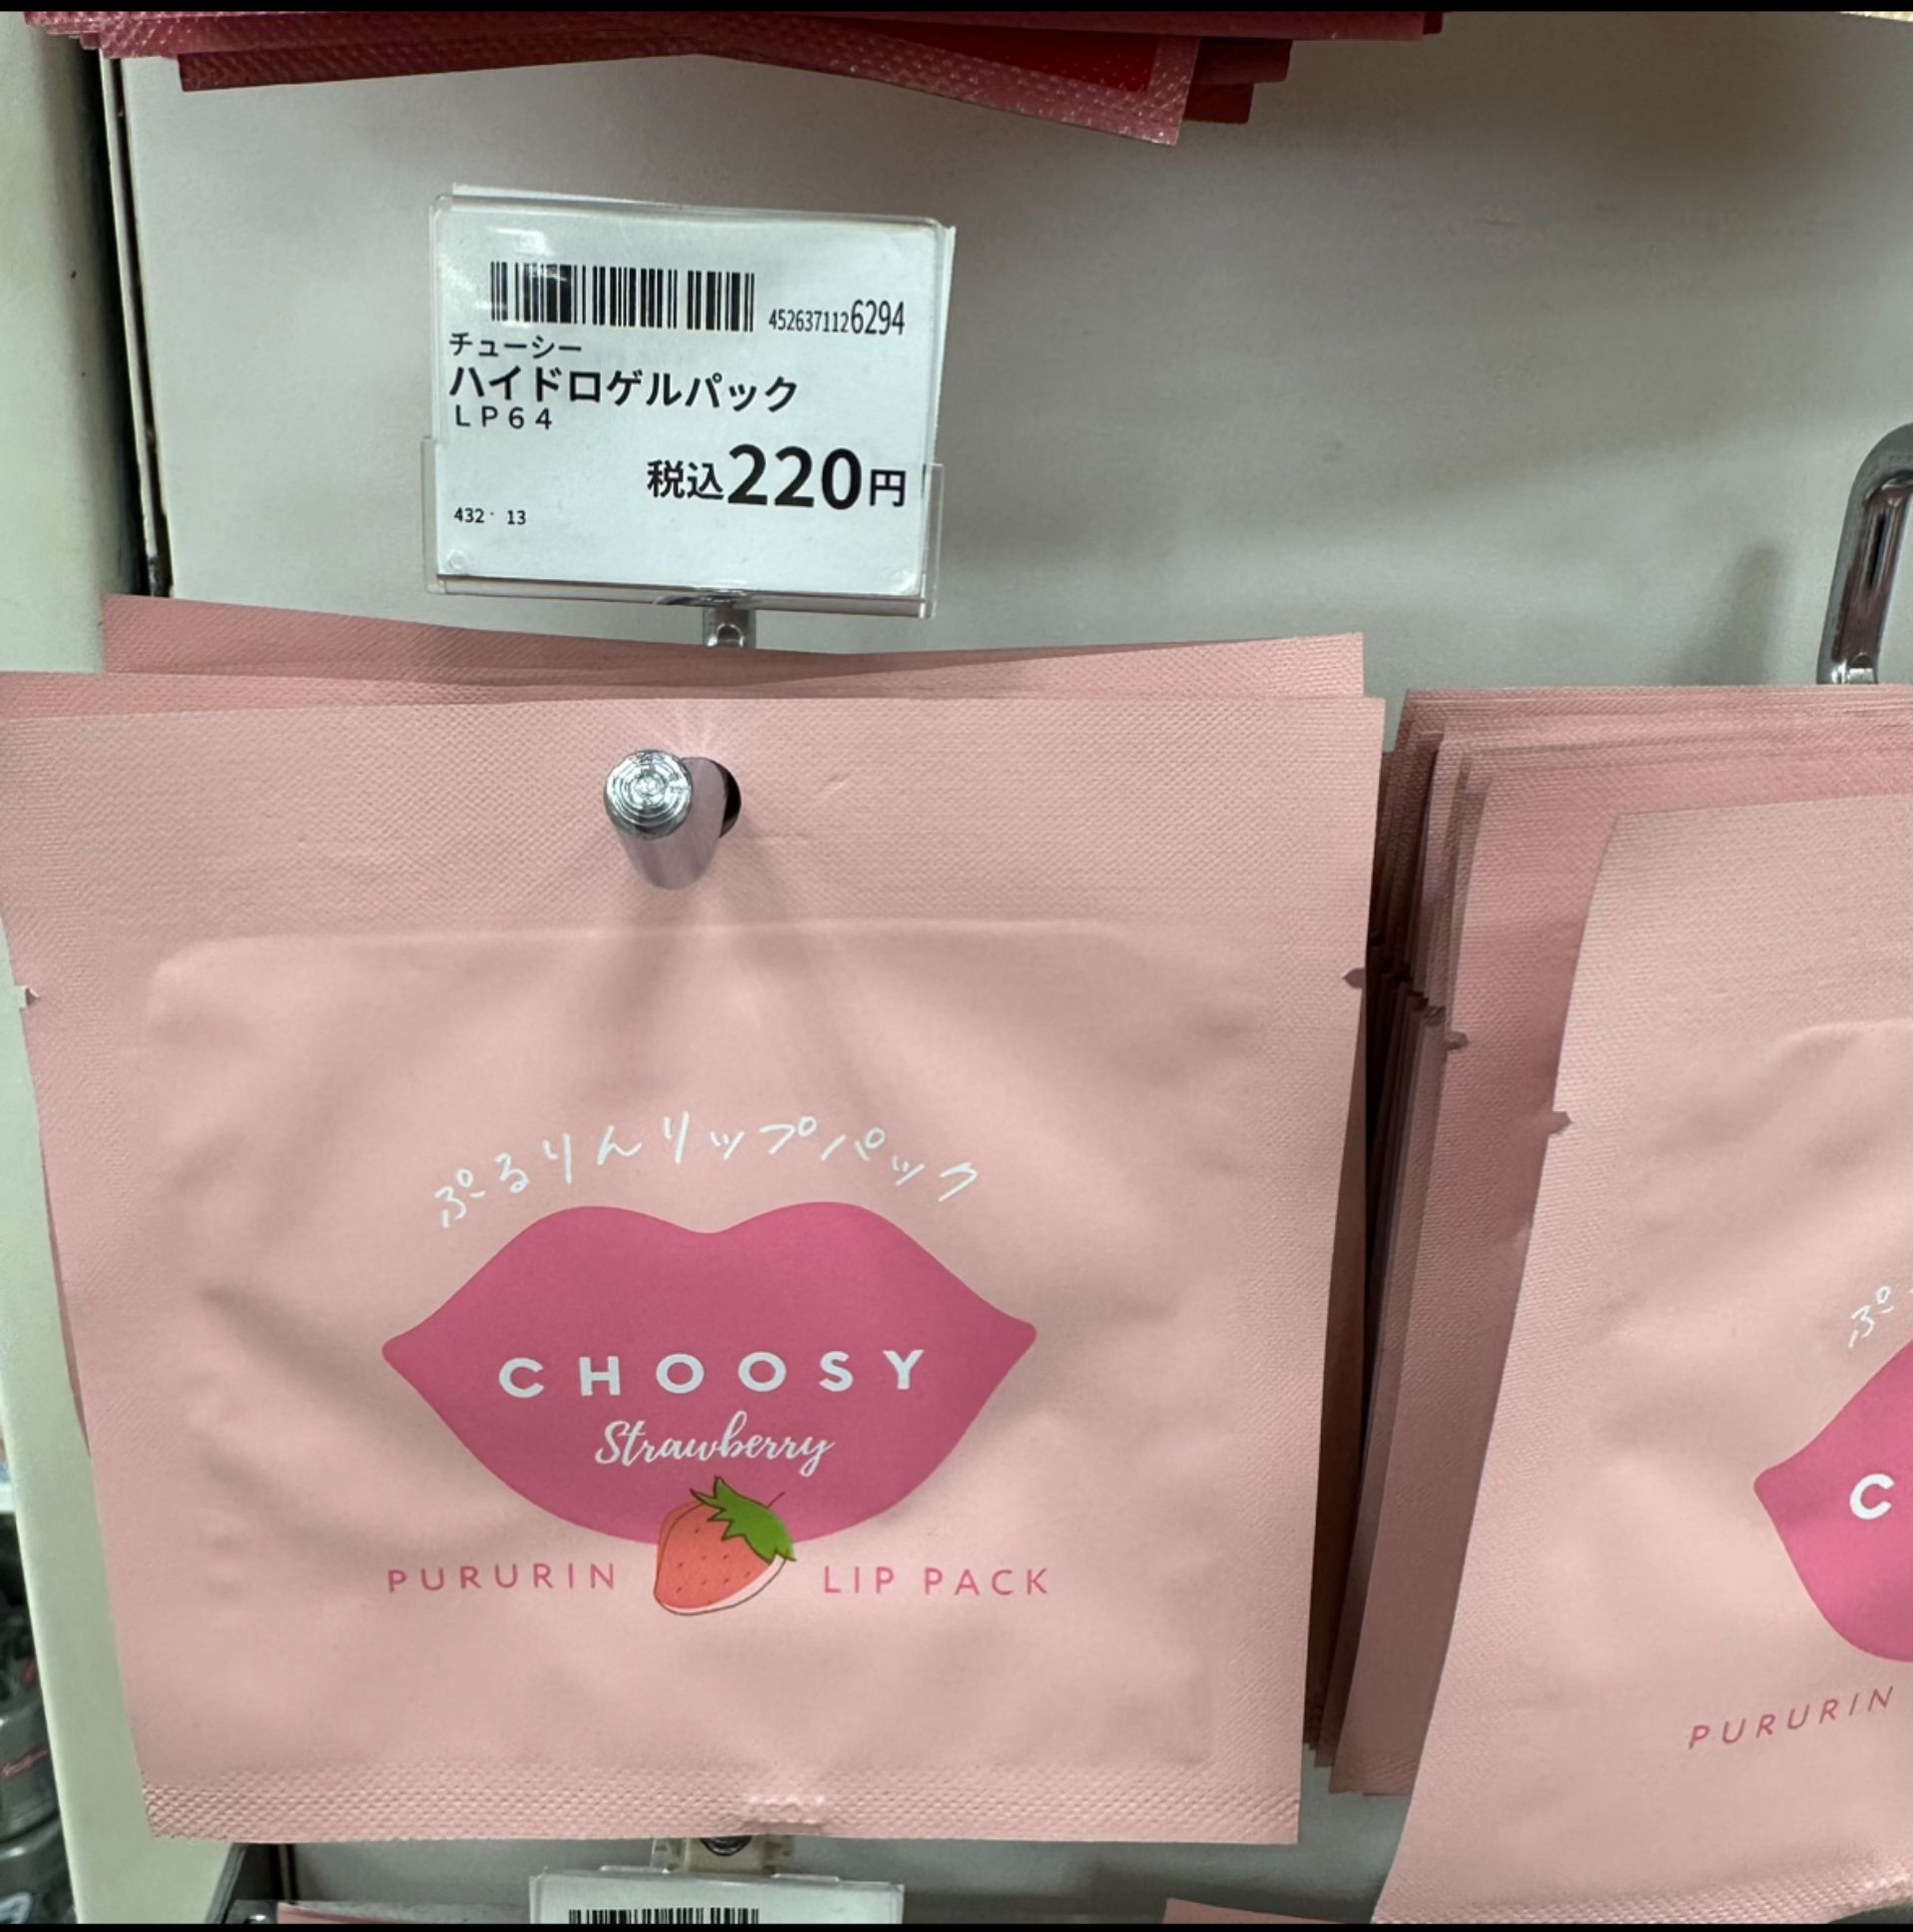 4526371126294
チューシー
ハイドロゲルパック
LP64
税込220円
432 13
ぷるりんリップパック
CHOOSY
Strawberry
PURURIN LIP PACK
ぷ
C
PURURIN